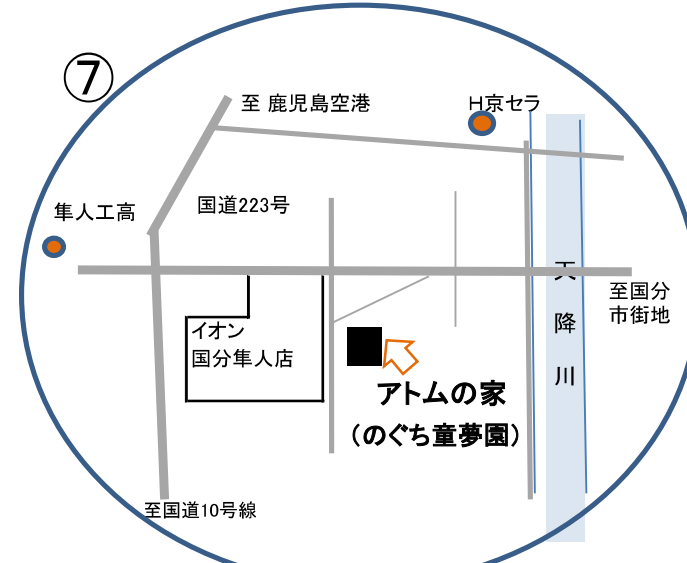 ⑦
至 鹿児島空港
H京セラ
隼人工高
国道223号
天降川
至国分
市街地
イオン
国分隼人店
アトムの家
（のぐち童夢園）
至国道10号線